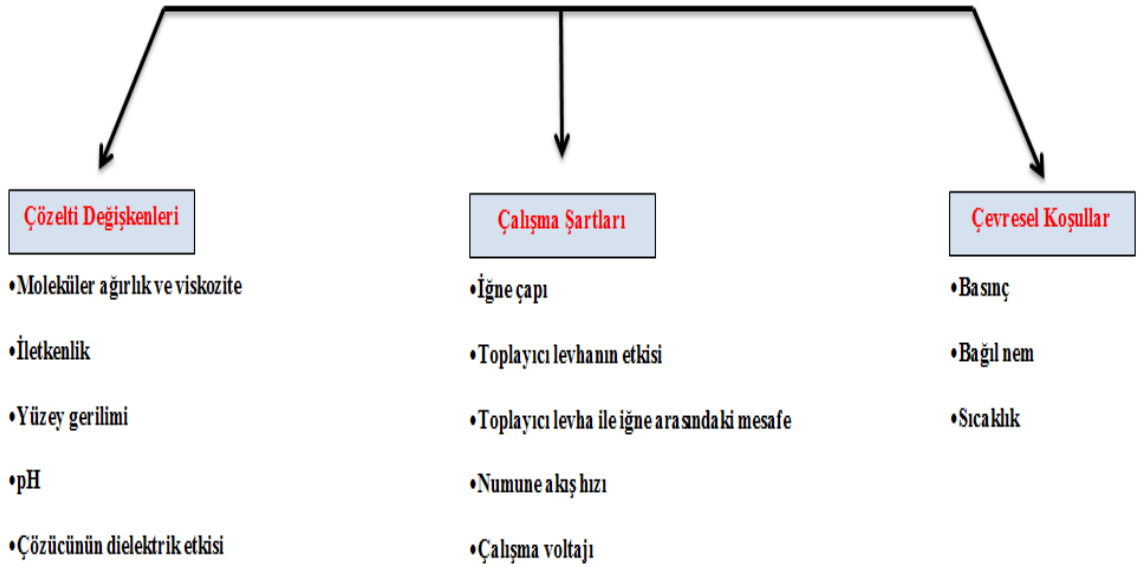 Çözelti Değişkenleri
•Moleküler ağırlık ve viskozite
•İletkenlik
•Yüzey gerilimi
•pH
•Çözücünün dielektrik etkisi
Çalışma Şartları
•İğne çapı
•Toplayıcı levhanın etkisi
•Toplayıcı levha ile iğne arasındaki mesafe
•Numune akış hızı
•Çalışma voltajı
Çevresel Koşullar
•Basınç
•Bağıl nem
•Sıcaklık